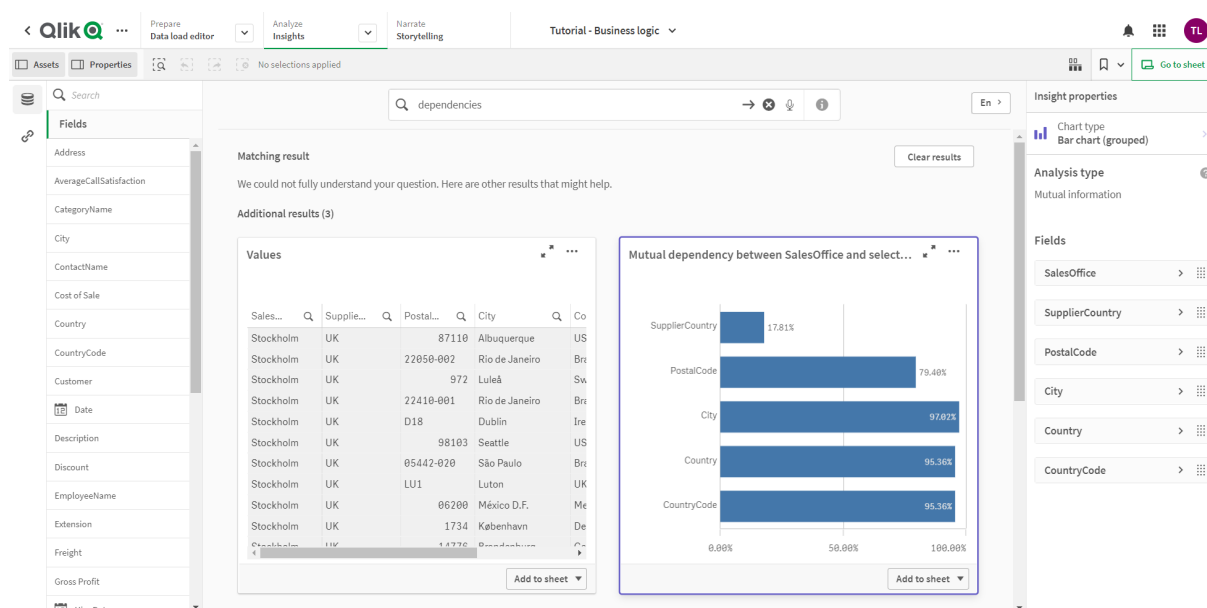 Qlik
Prepare
Data load editor
Analyze
Insights
Narrate
Storytelling
Tutorial - Business logic
TL
Assets
Properties
No selections applied
Go to sheet
Search
Fields
Address
AverageCallSatisfaction
CategoryName
City
ContactName
Cost of Sale
Country
CountryCode
Customer
12 Date
Description
Discount
EmployeeName
Extension
Freight
Gross Profit
dependencies
En
Matching result
Clear results
We could not fully understand your question. Here are other results that might help.
Additional results (3)
Values
Sales... Supplie... Postal... City Co
Stockholm UK 87110 Albuquerque US
Stockholm UK 22050-002 Rio de Janeiro Bra
Stockholm UK 972 Luleå Sw
Stockholm UK 22410-001 Rio de Janeiro Bra
Stockholm UK D18 Dublin Ire
Stockholm UK 98103 Seattle US
Stockholm UK 05442-020 São Paulo Bra
Stockholm UK LU1 Luton UK
Stockholm UK 06200 México D.F. Me
Stockholm UK 1734 København De
Add to sheet
Mutual dependency between SalesOffice and select...
SupplierCountry 17.81%
PostalCode 79.40%
City 97.02%
Country 95.36%
CountryCode 95.36%
0.00% 50.00% 100.00%
Add to sheet
Insight properties
Chart type
Bar chart (grouped)
Analysis type
Mutual information
Fields
SalesOffice
SupplierCountry
PostalCode
City
Country
CountryCode